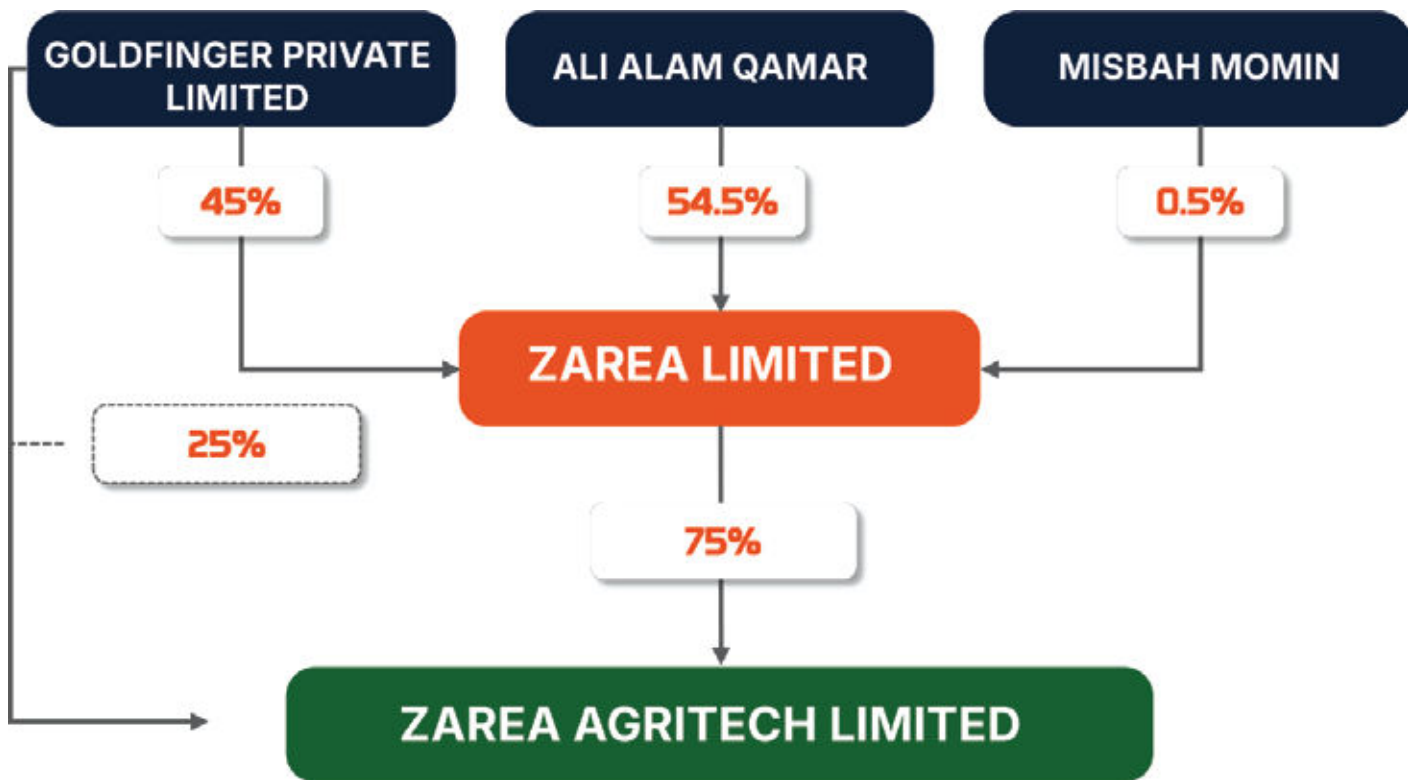 GOLDFINGER PRIVATE
LIMITED
ALI ALAM QAMAR
MISBAH MOMIN
45%
54.5%
0.5%
ZAREA LIMITED
25%
75%
ZAREA AGRITECH LIMITED